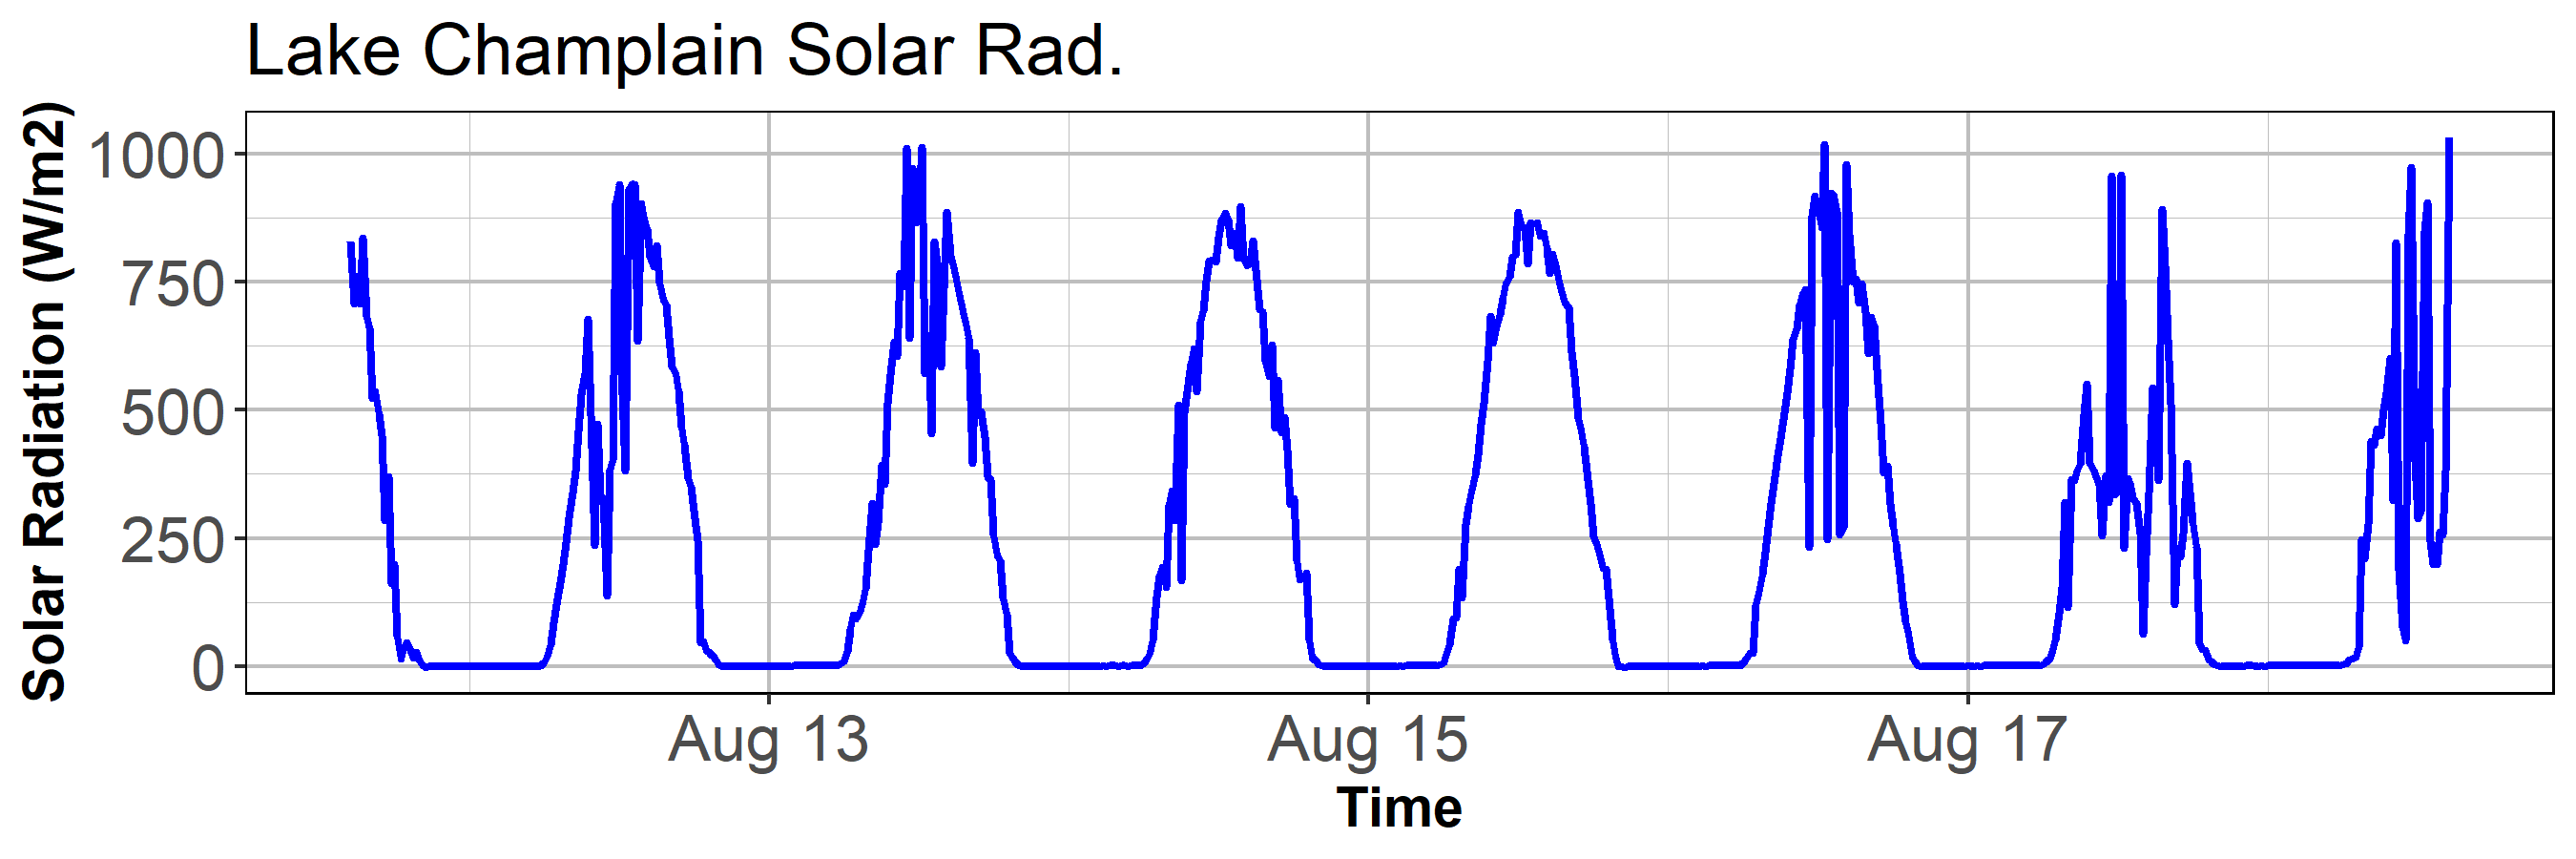 Lake Champlain Solar Rad.
Solar Radiation (W/m2)
1000
750
500
250
0
Aug 13
Aug 15
Aug 17
Time